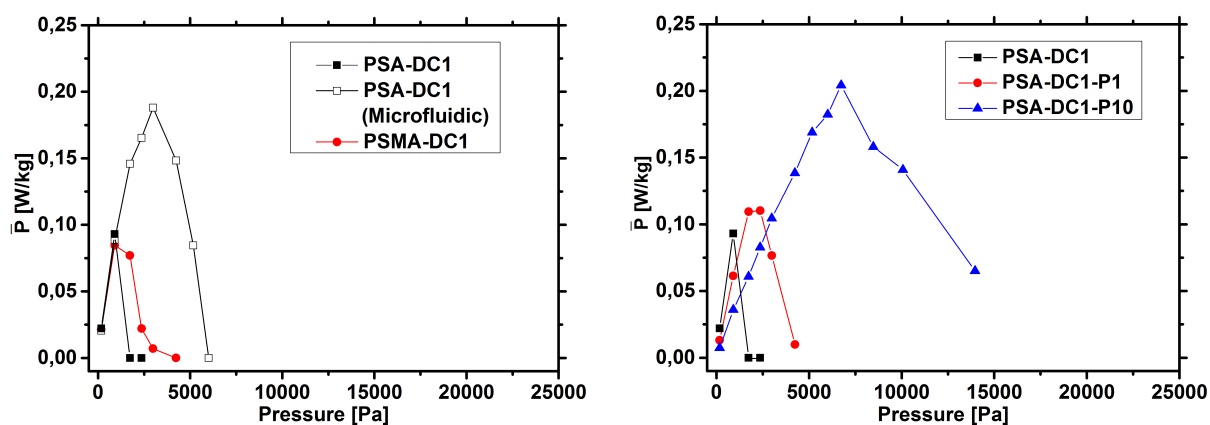 0,25
0,20
0,15
0,10
0,05
0,00
P̅ [W/kg]
PSA-DC1
PSA-DC1
(Microfluidic)
PSMA-DC1
0 5000 10000 15000 20000 25000
Pressure [Pa]
0,25
0,20
0,15
0,10
0,05
0,00
P̅ [W/kg]
PSA-DC1
PSA-DC1-P1
PSA-DC1-P10
0 5000 10000 15000 20000 25000
Pressure [Pa]